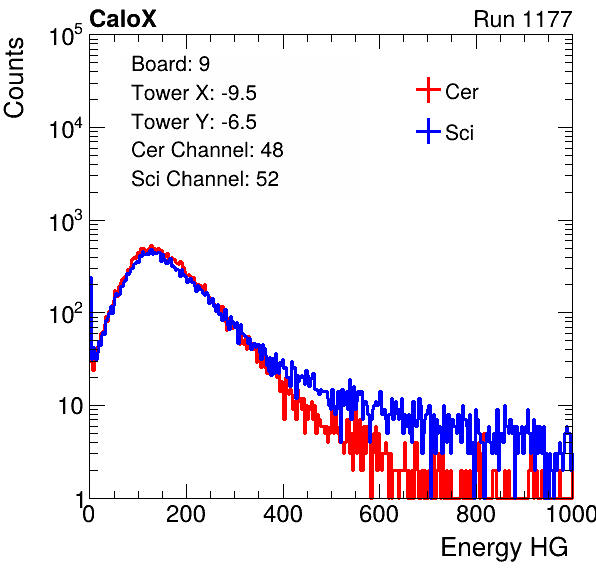 CaloX Run 1177
Counts
10^5
10^4
10^3
10^2
10
1
Board: 9
Tower X: -9.5
Tower Y: -6.5
Cer Channel: 48
Sci Channel: 52
Cer
Sci
0 200 400 600 800 1000
Energy HG